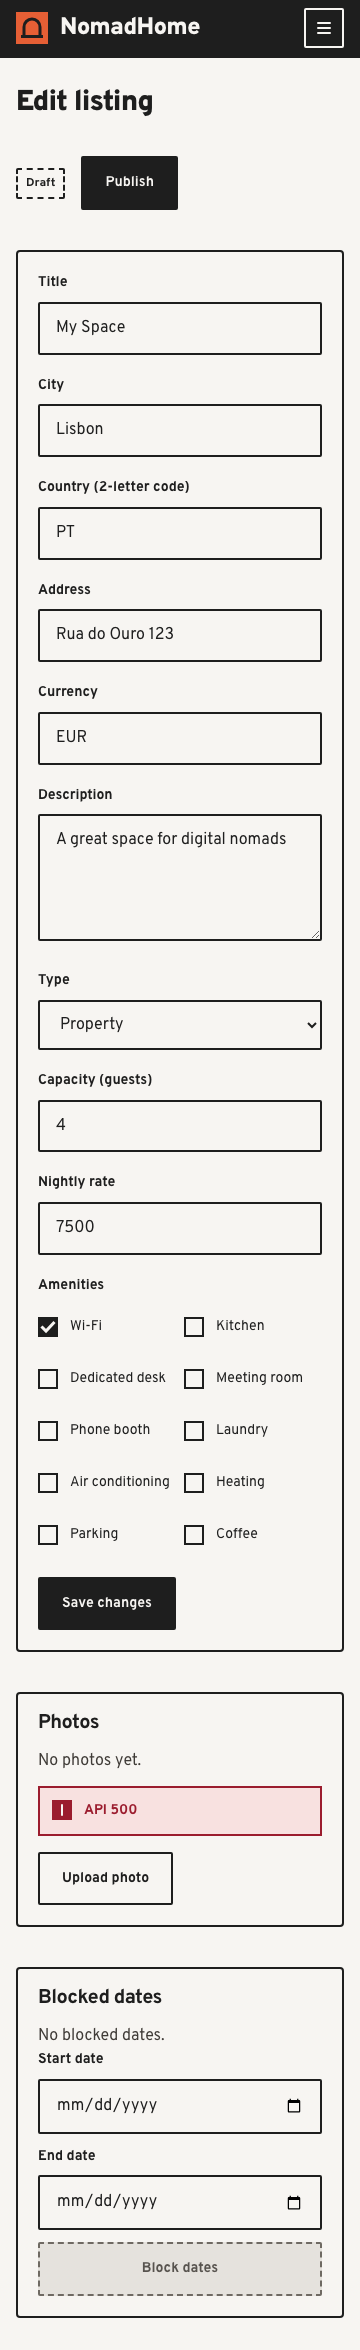 NomadHome
Edit listing
Draft
Publish
Title
My Space
City
Lisbon
Country (2-letter code)
PT
Address
Rua do Ouro 123
Currency
EUR
Description
A great space for digital nomads
Type
Property
Capacity (guests)
4
Nightly rate
7500
Amenities
Wi-Fi
Kitchen
Dedicated desk
Meeting room
Phone booth
Laundry
Air conditioning
Heating
Parking
Coffee
Save changes
Photos
No photos yet.
API 500
Upload photo
Blocked dates
No blocked dates.
Start date
mm/dd/yyyy
End date
mm/dd/yyyy
Block dates